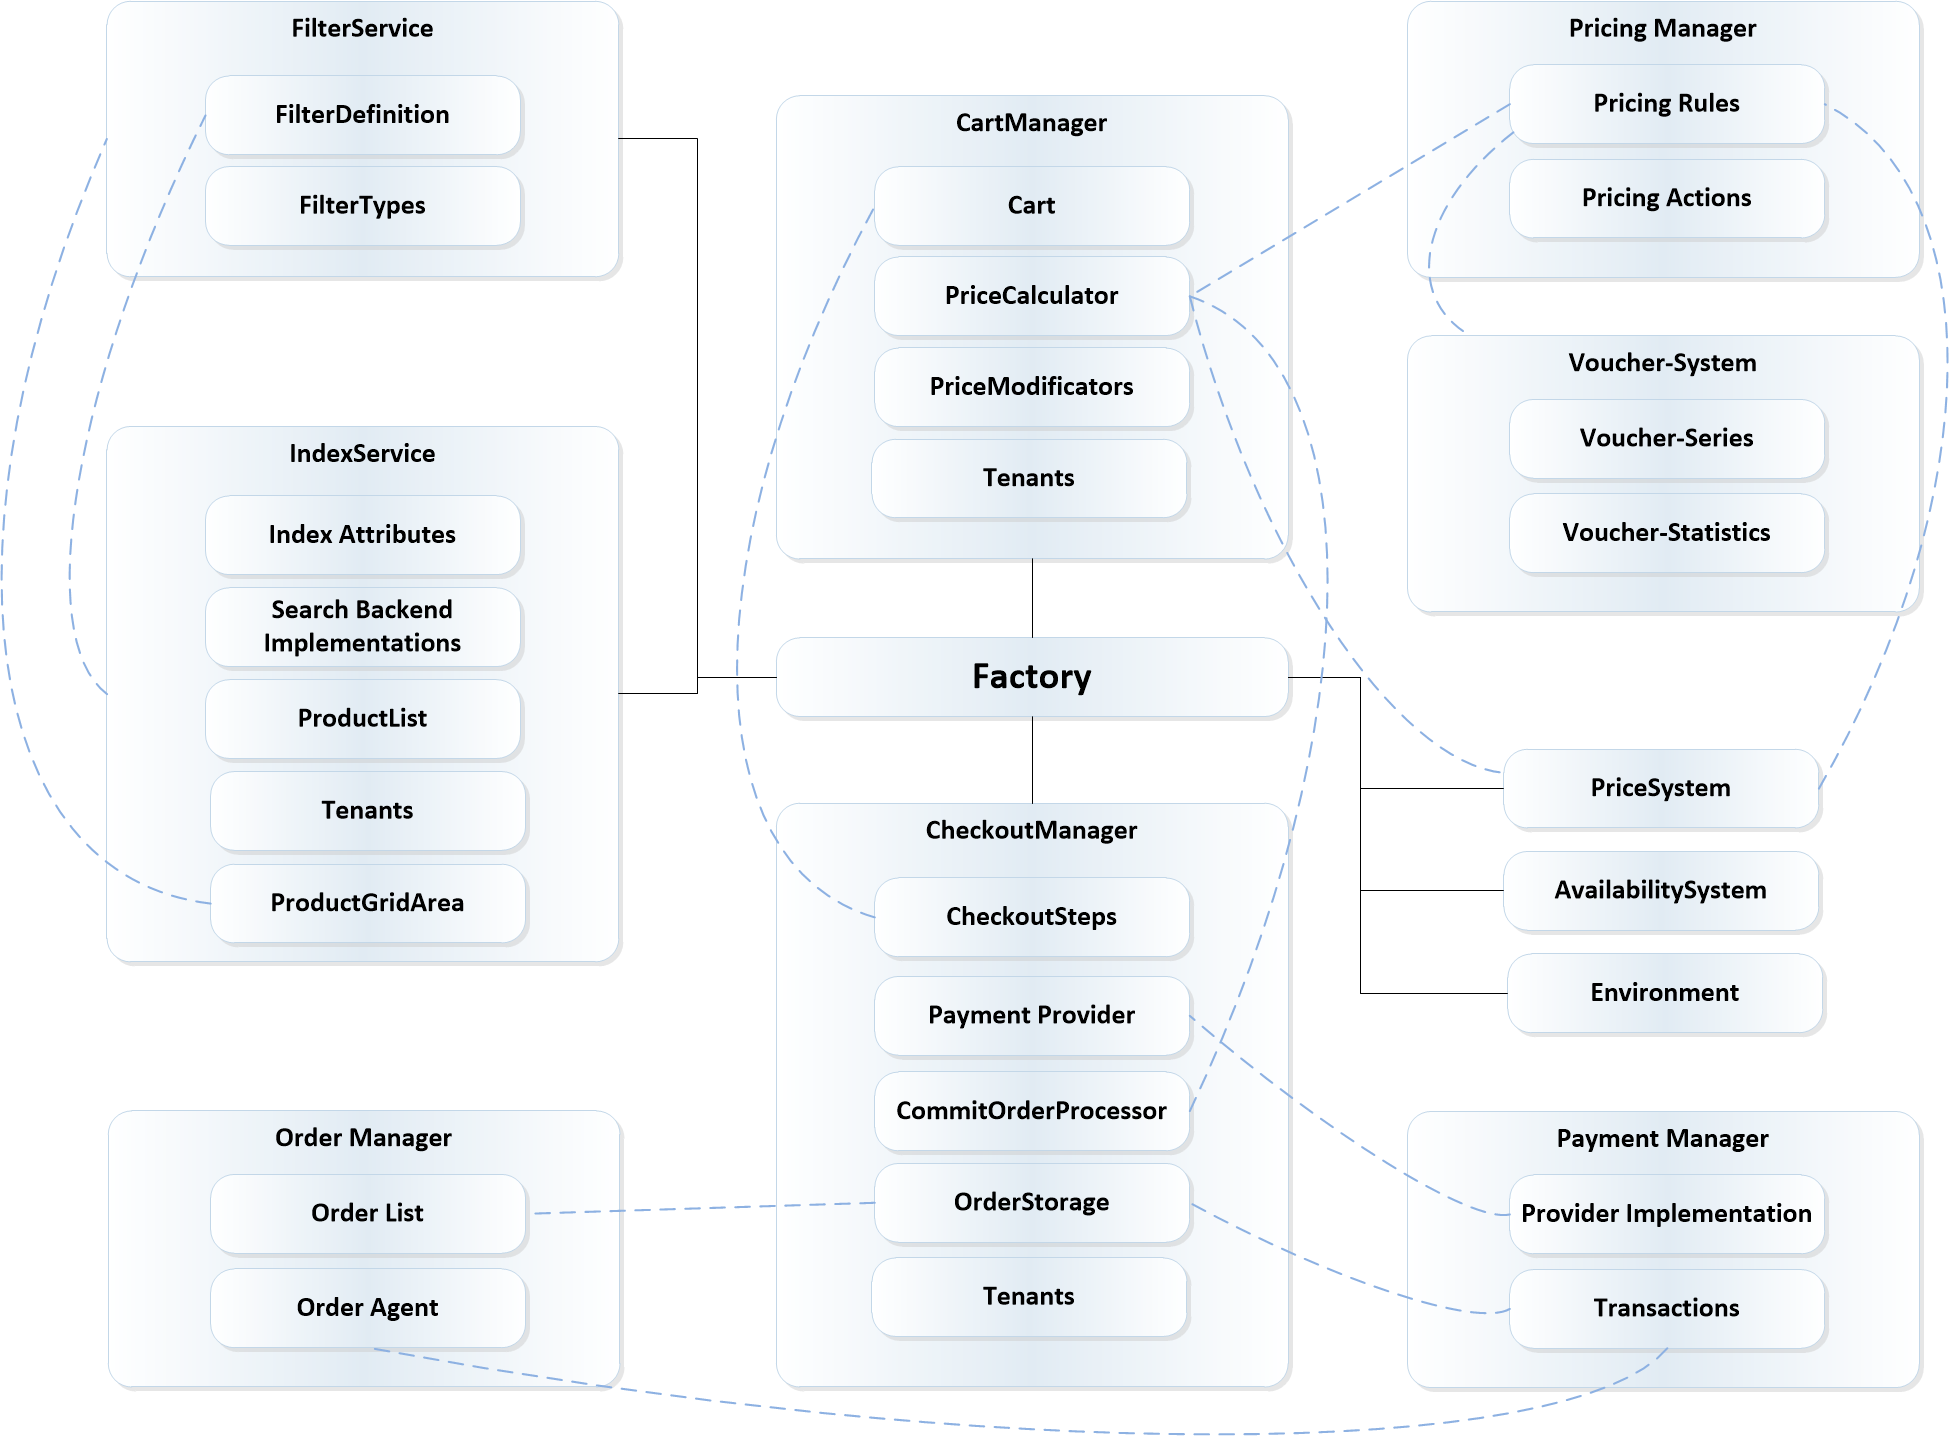 FilterService
FilterDefinition
FilterTypes
IndexService
Index Attributes
Search Backend
Implementations
ProductList
Tenants
ProductGridArea
Order Manager
Order List
Order Agent
CartManager
Cart
PriceCalculator
PriceModificators
Tenants
Factory
CheckoutManager
CheckoutSteps
Payment Provider
CommitOrderProcessor
OrderStorage
Tenants
Pricing Manager
Pricing Rules
Pricing Actions
Voucher-System
Voucher-Series
Voucher-Statistics
PriceSystem
AvailabilitySystem
Environment
Payment Manager
Provider Implementation
Transactions